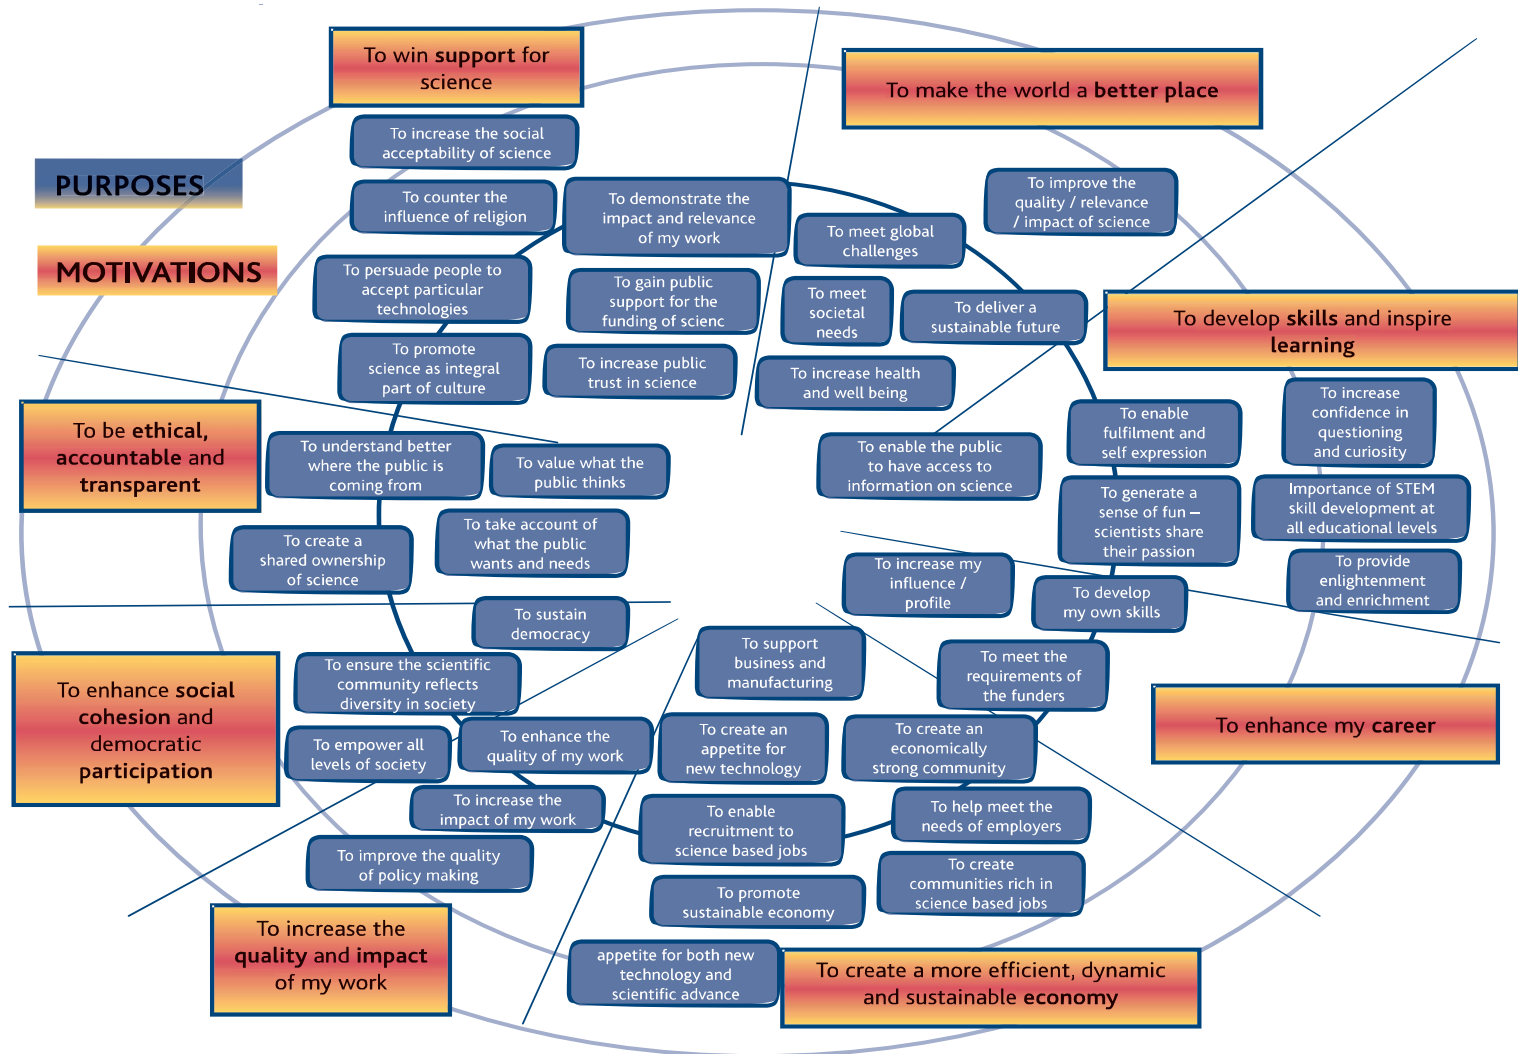 To win support for
science
To make the world a better place
PURPOSES
MOTIVATIONS
To increase the social
acceptability of science
To counter the
influence of religion
To demonstrate the
impact and relevance
of my work
To persuade people to
accept particular
technologies
To gain public
support for the
funding of scienc
To promote
science as integral
part of culture
To increase public
trust in science
To improve the
quality / relevance
/ impact of science
To meet global
challenges
To meet
societal
needs
To deliver a
sustainable future
To increase health
and well being
To develop skills and inspire
learning
To enable the public
to have access to
information on science
To enable
fulfilment and
self expression
To increase
confidence in
questioning
and curiosity
To generate a
sense of fun –
scientists share
their passion
Importance of STEM
skill development at
all educational levels
To provide
enlightenment
and enrichment
To be ethical,
accountable and
transparent
To understand better
where the public is
coming from
To value what the
public thinks
To create a
shared ownership
of science
To take account of
what the public
wants and needs
To increase my
influence /
profile
To develop
my own skills
To meet the
requirements of
the funders
To enhance my career
To enhance social
cohesion and
democratic
participation
To sustain
democracy
To ensure the scientific
community reflects
diversity in society
To empower all
levels of society
To enhance the
quality of my work
To increase the
impact of my work
To improve the quality
of policy making
To increase the
quality and impact
of my work
To support
business and
manufacturing
To create an
appetite for
new technology
To create an
economically
strong community
To enable
recruitment to
science based jobs
To help meet the
needs of employers
To promote
sustainable economy
To create
communities rich in
science based jobs
appetite for both new
technology and
scientific advance
To create a more efficient, dynamic
and sustainable economy